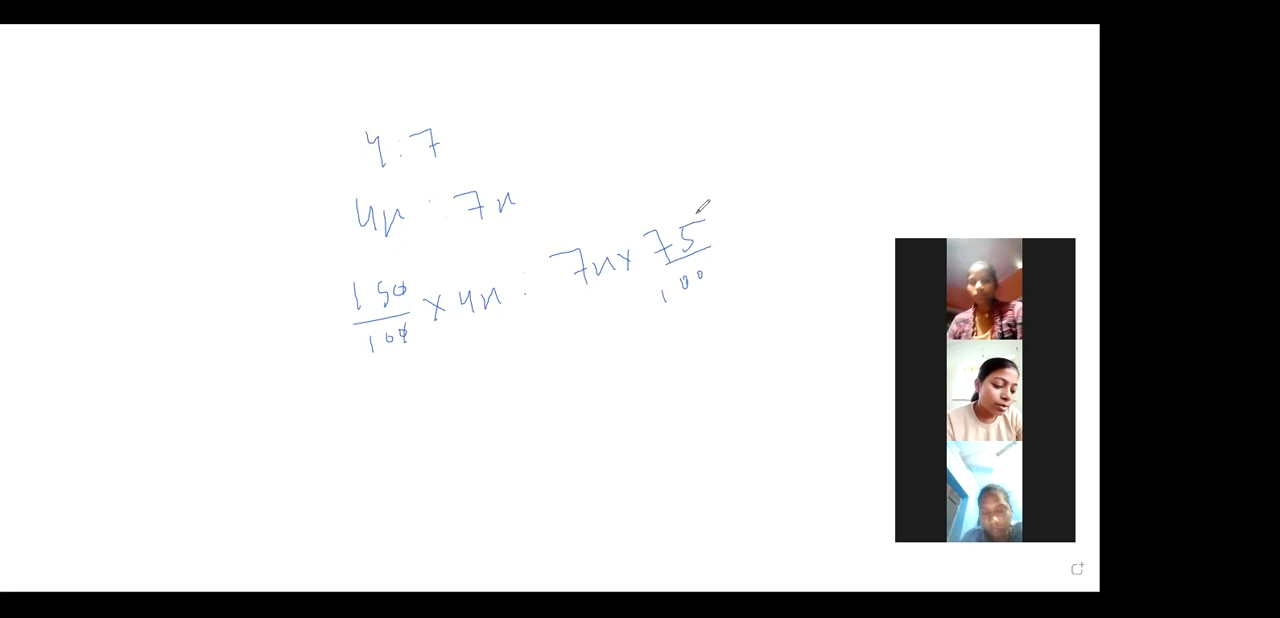 4 : 7
4x : 7x
150/100 × 4x : 7x × 75/100